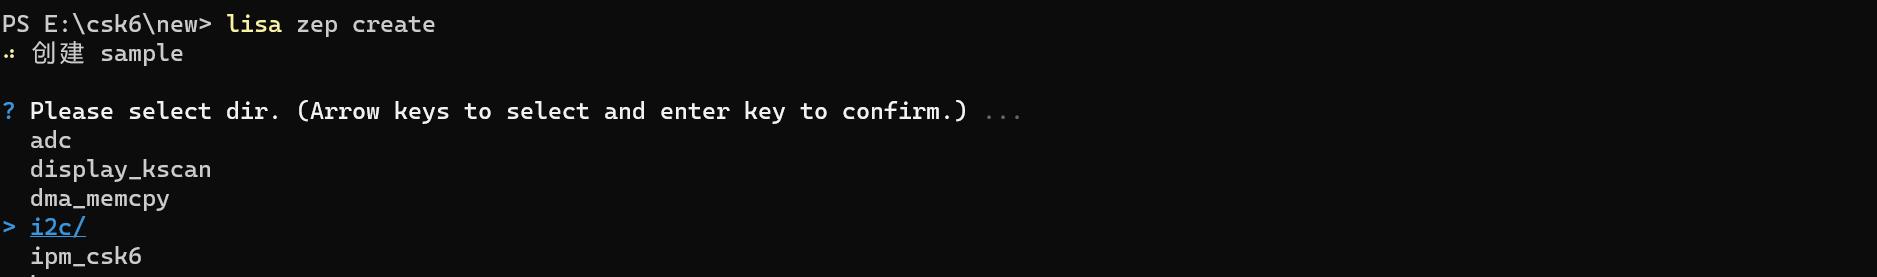 PS E:\csk6\new> lisa zep create
创建 sample
? Please select dir. (Arrow keys to select and enter key to confirm.) ...
adc
display_kscan
dma_memcpy
> i2c/
ipm_csk6